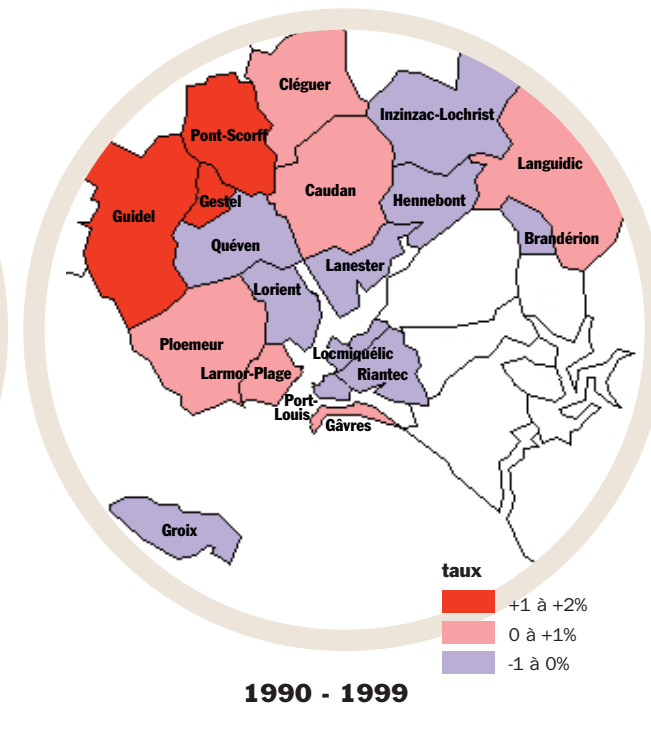 Cléguer
Inzinzac-Lochrist
Pont-Scorff
Languidic
Caudan
Gestel
Hennebont
Guidel
Quéven
Brandérion
Lanester
Lorient
Ploemeur
Locmiquélic
Larmor-Plage
Riantec
Port-
Louis
Gâvres
Groix
taux
+1 à +2%
0 à +1%
-1 à 0%
1990 - 1999